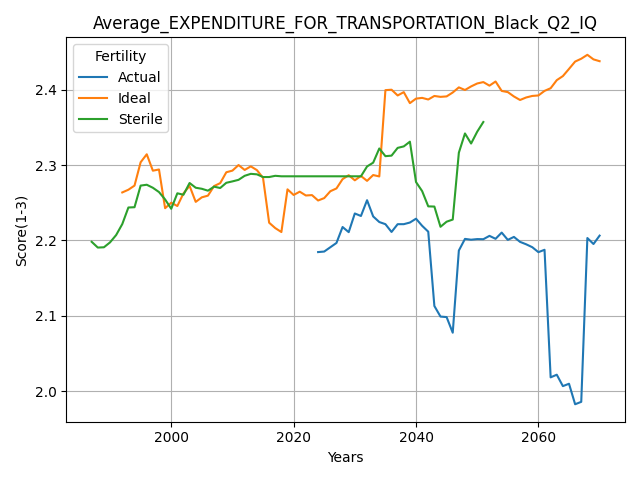 Average_EXPENDITURE_FOR_TRANSPORTATION_Black_Q2_IQ
Fertility
Actual
Ideal
Sterile
Score(1-3)
2.4
2.3
2.2
2.1
2.0
2000
2020
2040
2060
Years